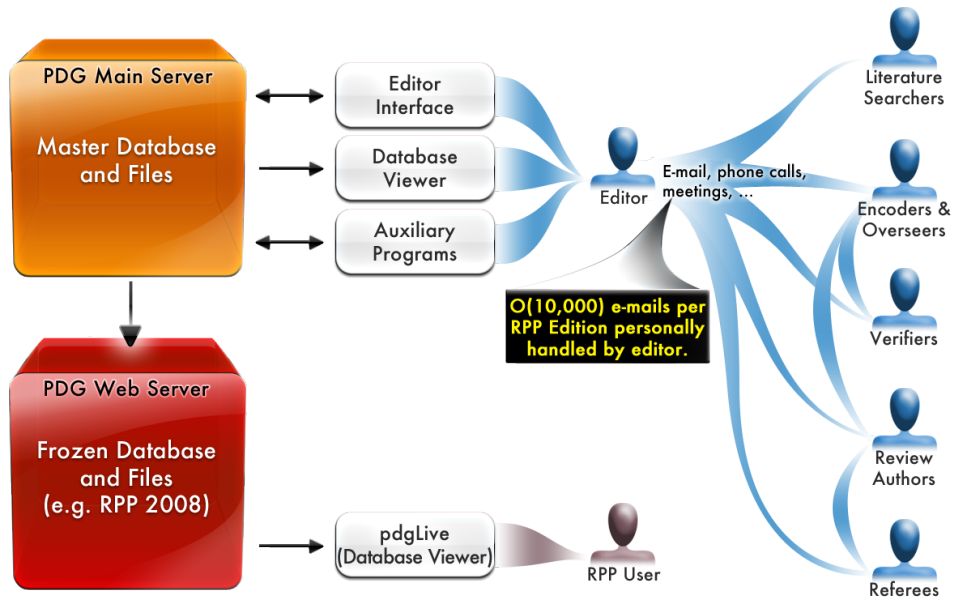 PDG Main Server
Master Database
and Files
Editor
Interface
Database
Viewer
Auxiliary
Programs
Editor
E-mail, phone calls,
meetings, ...
O(10,000) e-mails per
RPP Edition personally
handled by editor.
Literature
Searchers
Encoders &
Overseers
Verifiers
Review
Authors
Referees
PDG Web Server
Frozen Database
and Files
(e.g. RPP 2008)
pdgLive
(Database Viewer)
RPP User